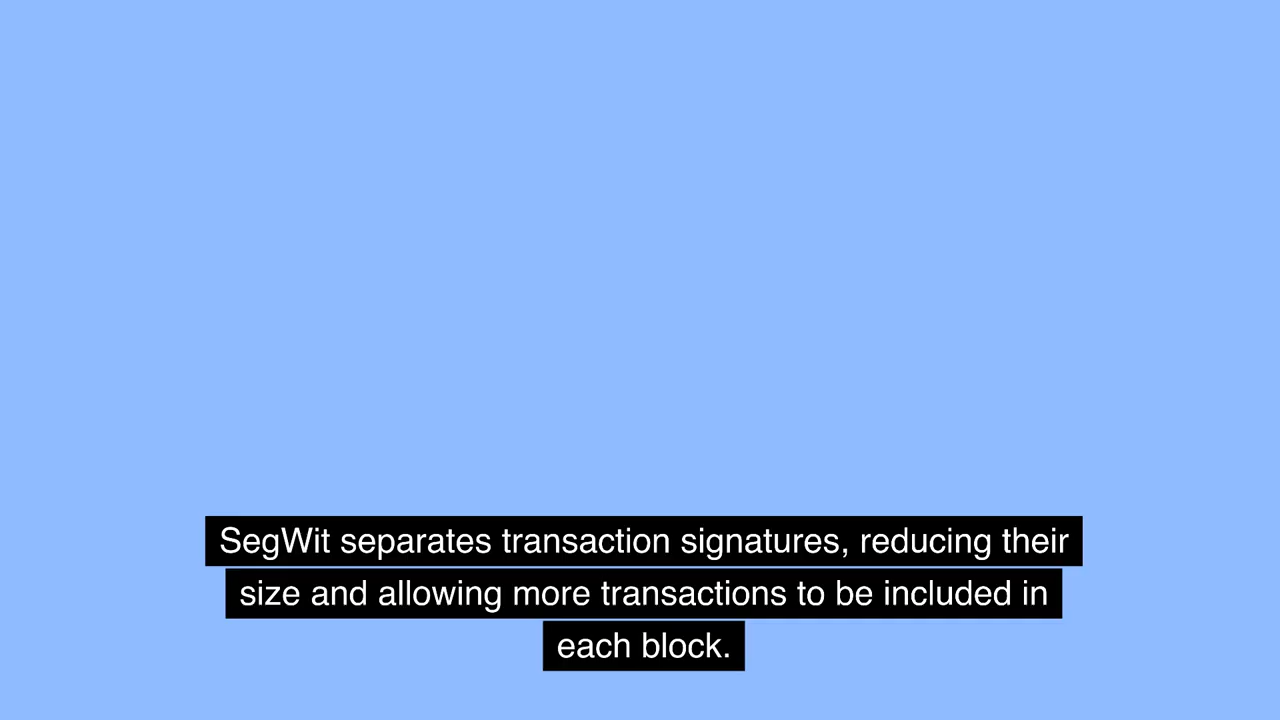 SegWit separates transaction signatures, reducing their
size and allowing more transactions to be included in
each block.